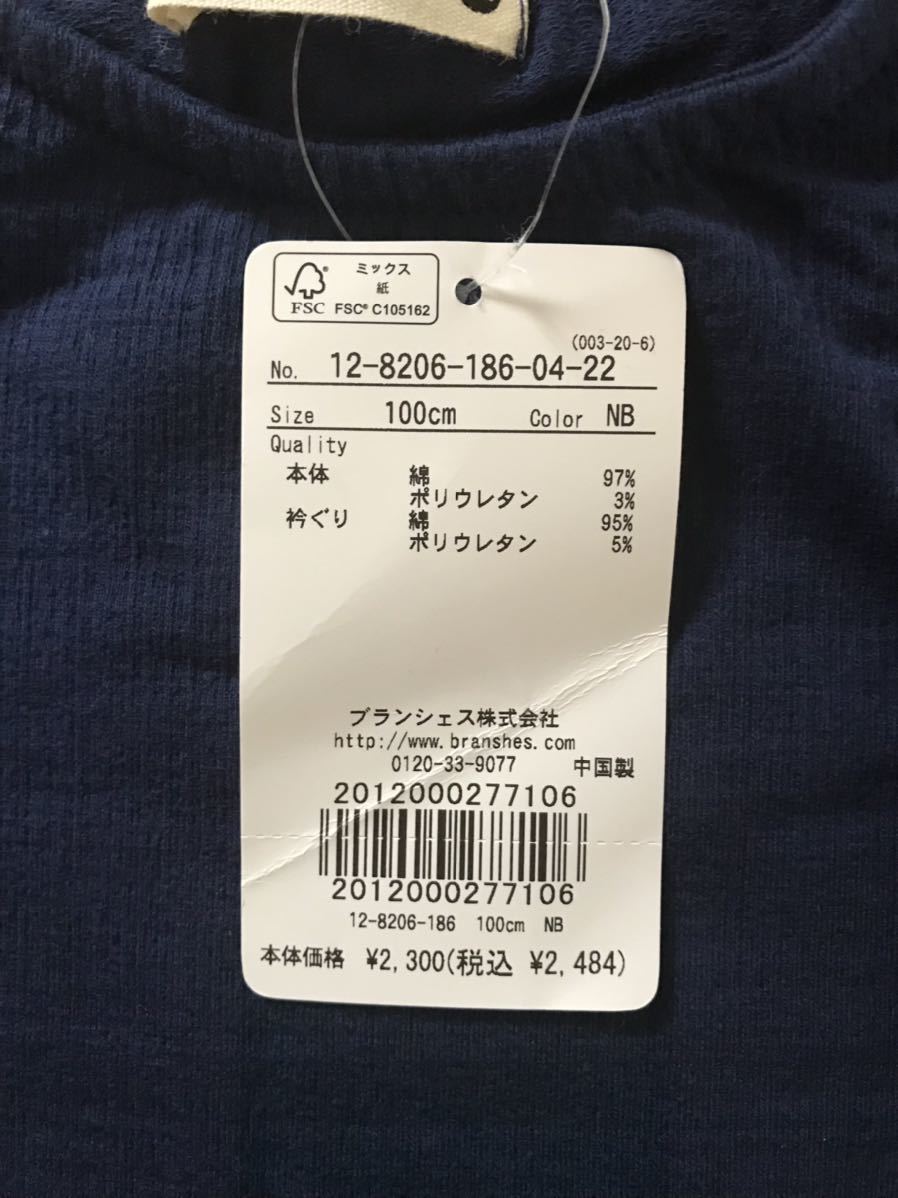 ミックス
紙
FSC® FSC® C105162
(003-20-6)
No. 12-8206-186-04-22
Size 100cm Color NB
Quality
本体 綿 97%
ポリウレタン 3%
衿ぐり 綿 95%
ポリウレタン 5%
ブランシェス株式会社
http://www.branshes.com
0120-33-9077 中国製
2012000277106
2012000277106
12-8206-186 100cm NB
本体価格 ¥2,300(税込 ¥2,484)